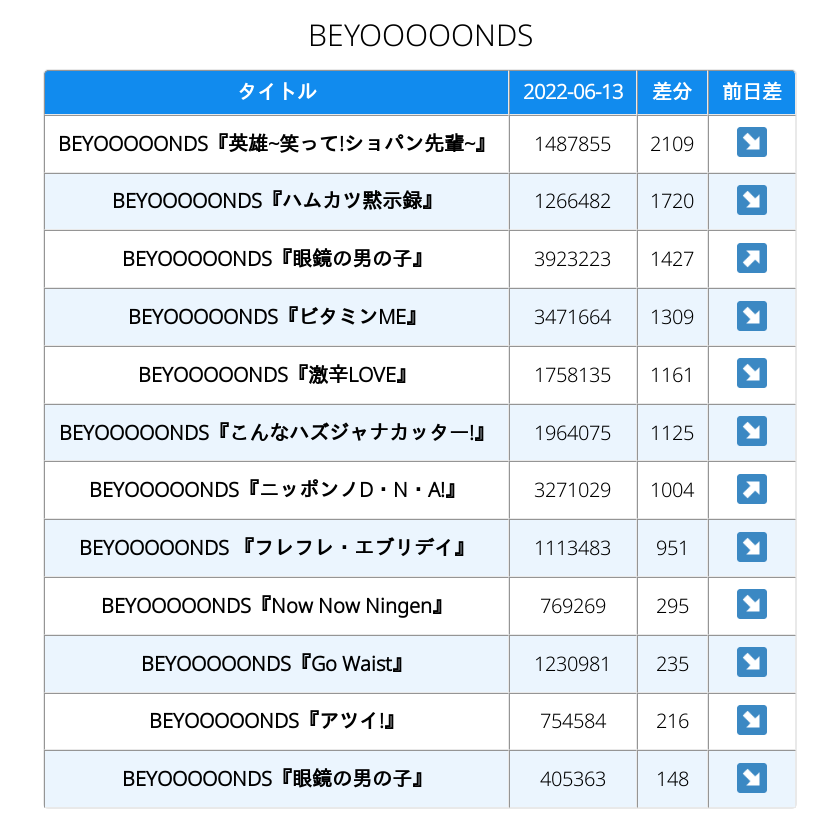 BEYOOOOONDS
タイトル 2022-06-13 差分 前日差
BEYOOOOONDS『英雄~笑って!ショパン先輩~』 1487855 2109 ↘
BEYOOOOONDS『ハムカツ黙示録』 1266482 1720 ↘
BEYOOOOONDS『眼鏡の男の子』 3923223 1427 ↗
BEYOOOOONDS『ビタミンME』 3471664 1309 ↘
BEYOOOOONDS『激辛LOVE』 1758135 1161 ↘
BEYOOOOONDS『こんなハズジャナカッター!』 1964075 1125 ↘
BEYOOOOONDS『ニッポンノD・N・A!』 3271029 1004 ↗
BEYOOOOONDS 『フレフレ・エブリデイ』 1113483 951 ↘
BEYOOOOONDS『Now Now Ningen』 769269 295 ↘
BEYOOOOONDS『Go Waist』 1230981 235 ↘
BEYOOOOONDS『アツイ!』 754584 216 ↘
BEYOOOOONDS『眼鏡の男の子』 405363 148 ↘